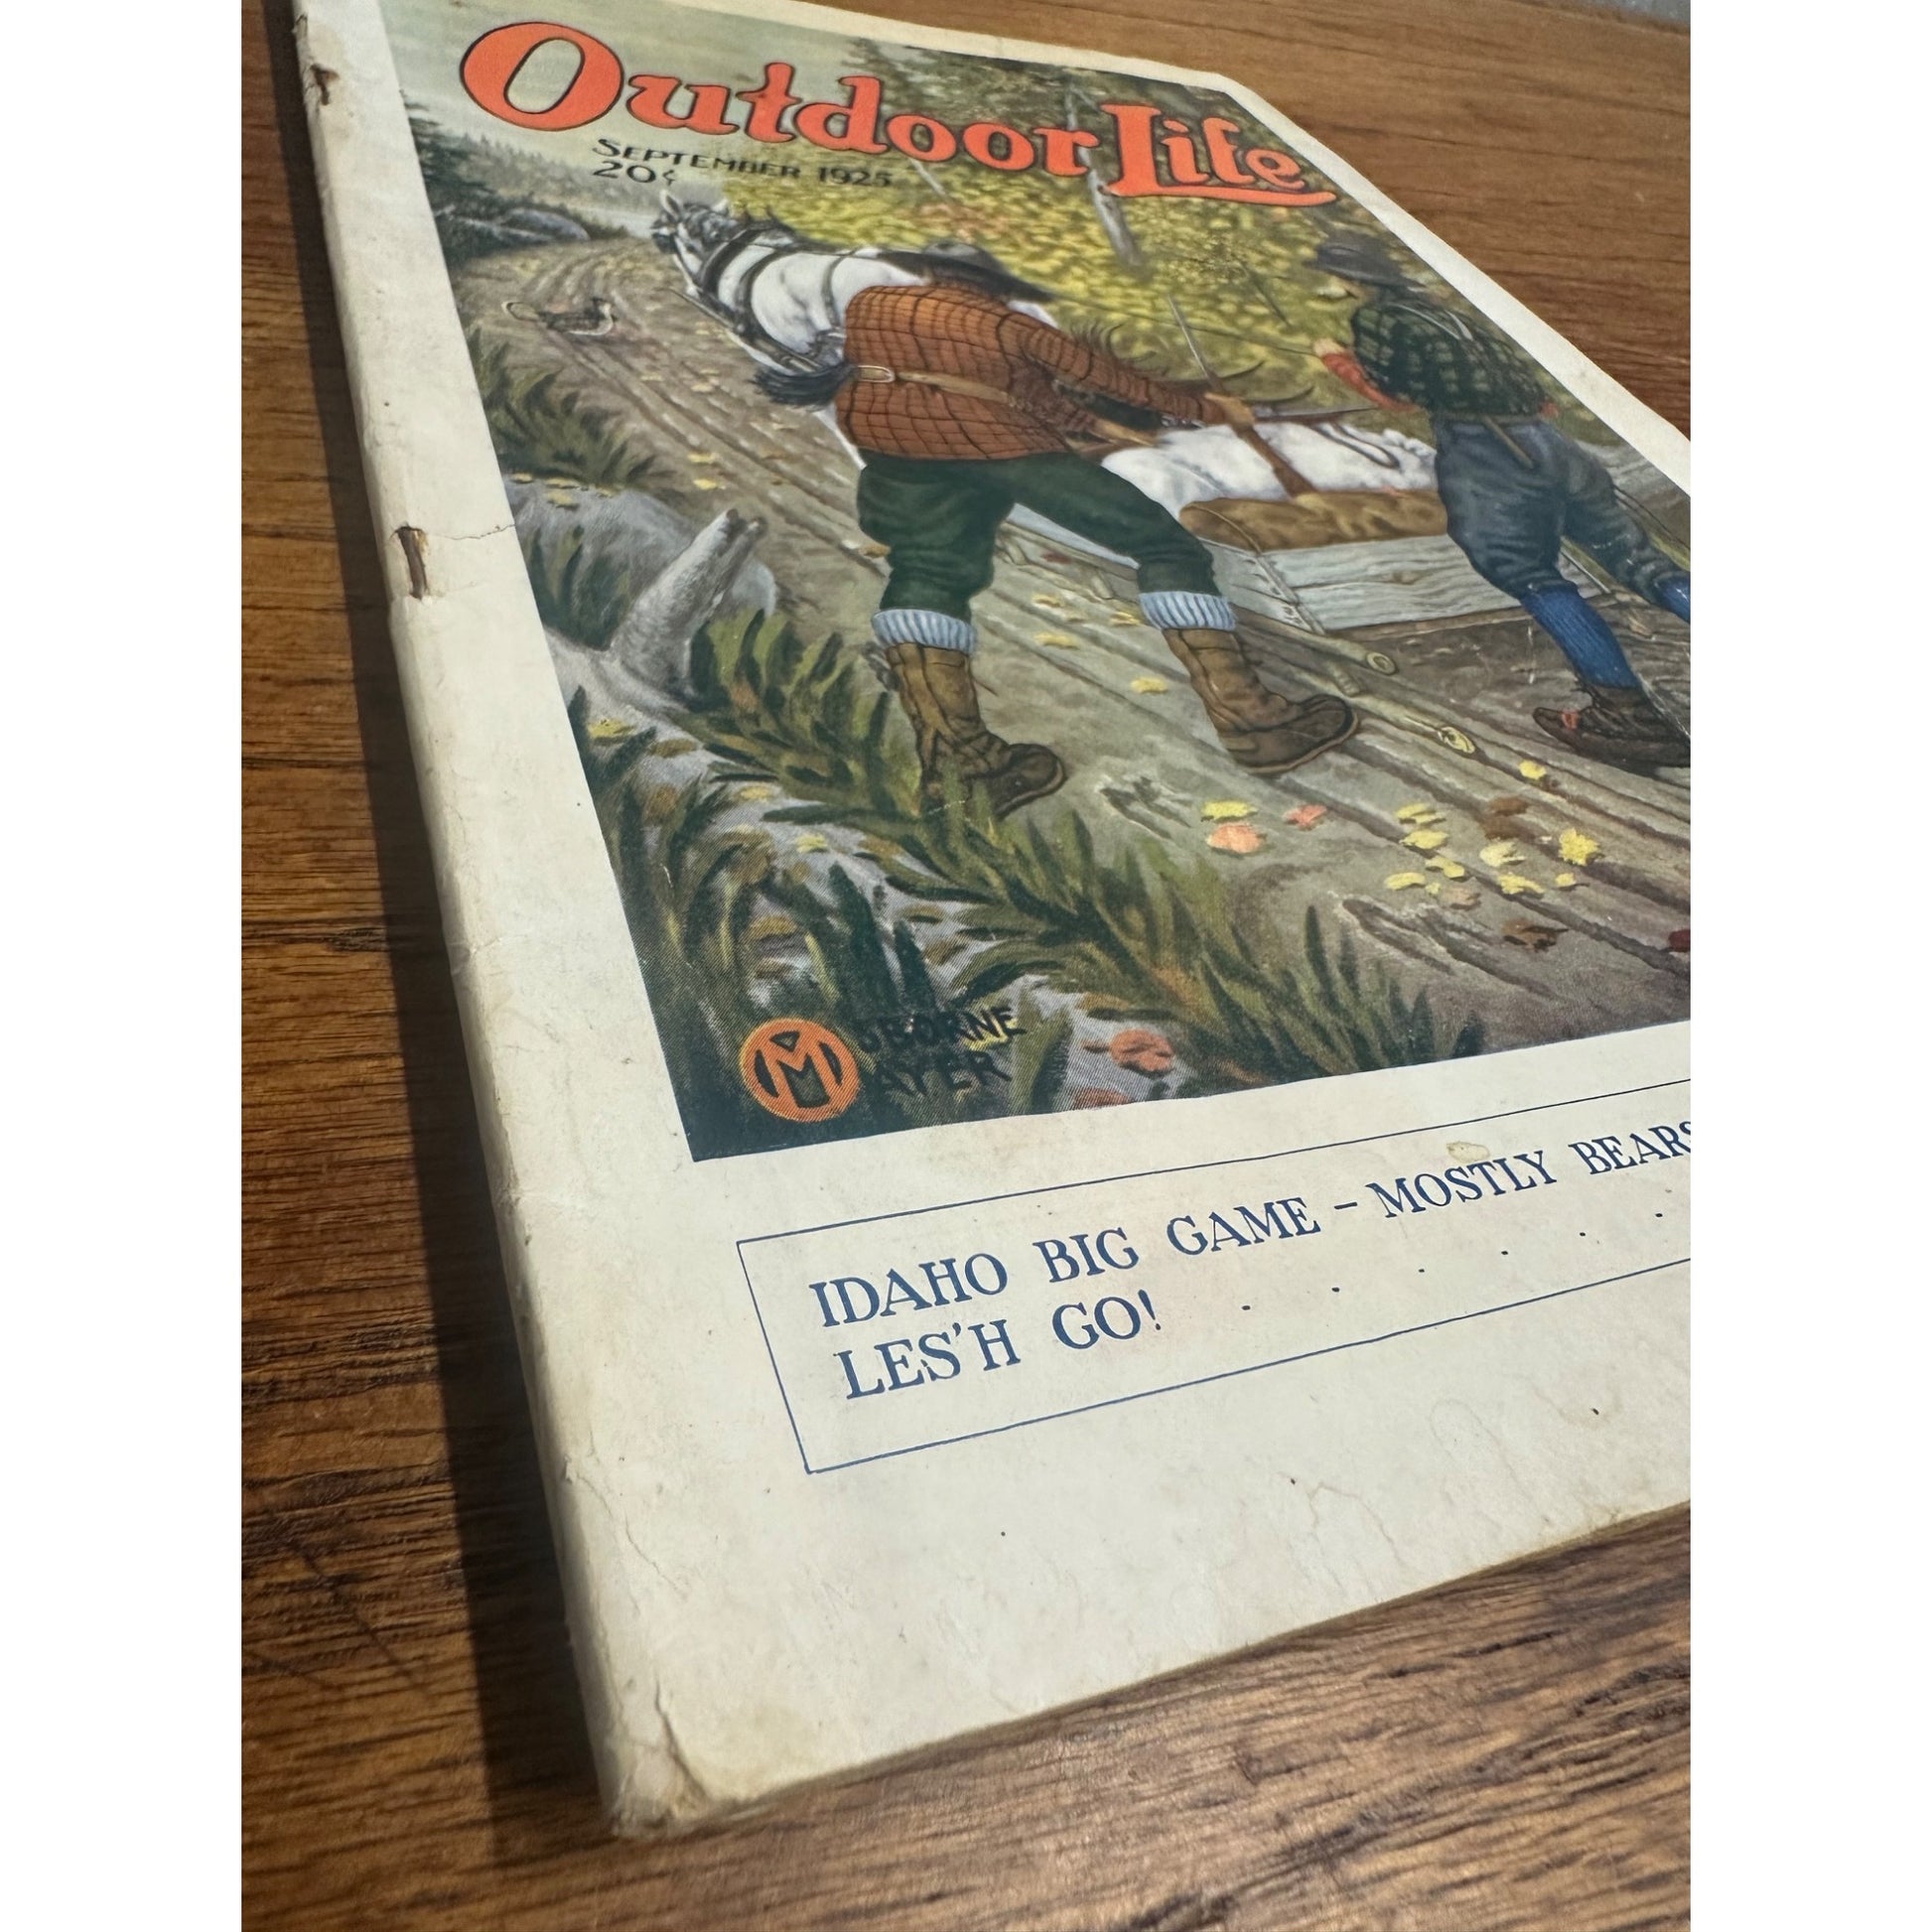 Outdoor Life
SEPTEMBER 1925
20¢
M OSBORNE
MAYER
IDAHO BIG GAME – MOSTLY BEARS
LES'H GO! . . . . . .